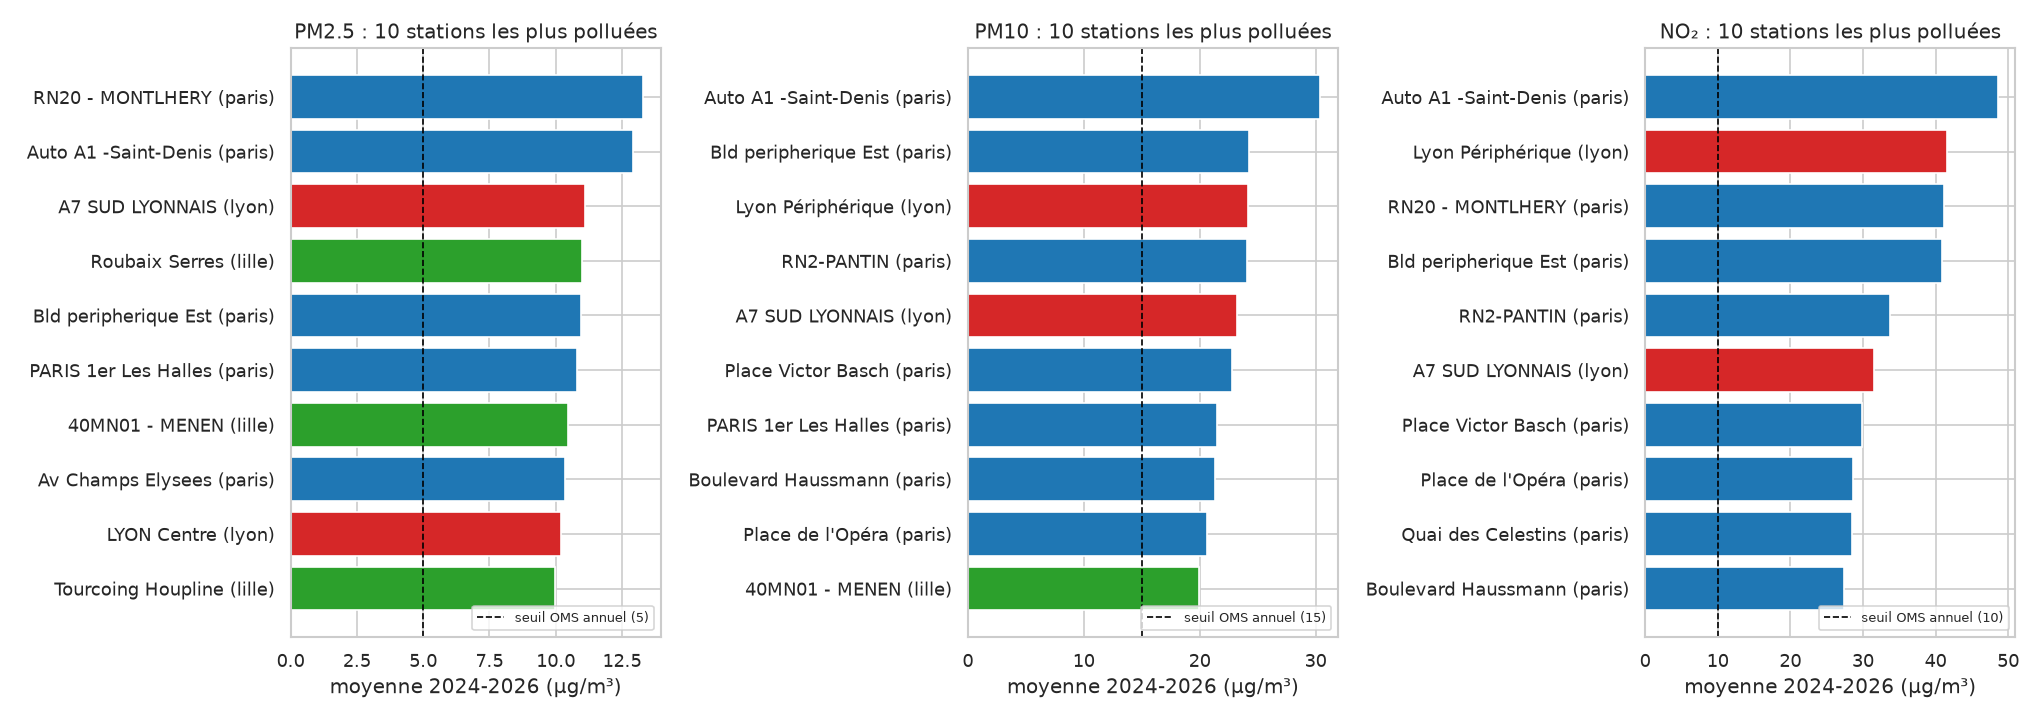 PM2.5 : 10 stations les plus polluées
RN20 - MONTLHERY (paris)
Auto A1 -Saint-Denis (paris)
A7 SUD LYONNAIS (lyon)
Roubaix Serres (lille)
Bld peripherique Est (paris)
PARIS 1er Les Halles (paris)
40MN01 - MENEN (lille)
Av Champs Elysees (paris)
LYON Centre (lyon)
Tourcoing Houpline (lille)
seuil OMS annuel (5)
0.0 2.5 5.0 7.5 10.0 12.5
moyenne 2024-2026 (µg/m³)
PM10 : 10 stations les plus polluées
Auto A1 -Saint-Denis (paris)
Bld peripherique Est (paris)
Lyon Périphérique (lyon)
RN2-PANTIN (paris)
A7 SUD LYONNAIS (lyon)
Place Victor Basch (paris)
PARIS 1er Les Halles (paris)
Boulevard Haussmann (paris)
Place de l'Opéra (paris)
40MN01 - MENEN (lille)
seuil OMS annuel (15)
0 10 20 30
moyenne 2024-2026 (µg/m³)
NO₂ : 10 stations les plus polluées
Auto A1 -Saint-Denis (paris)
Lyon Périphérique (lyon)
RN20 - MONTLHERY (paris)
Bld peripherique Est (paris)
RN2-PANTIN (paris)
A7 SUD LYONNAIS (lyon)
Place Victor Basch (paris)
Place de l'Opéra (paris)
Quai des Celestins (paris)
Boulevard Haussmann (paris)
seuil OMS annuel (10)
0 10 20 30 40 50
moyenne 2024-2026 (µg/m³)